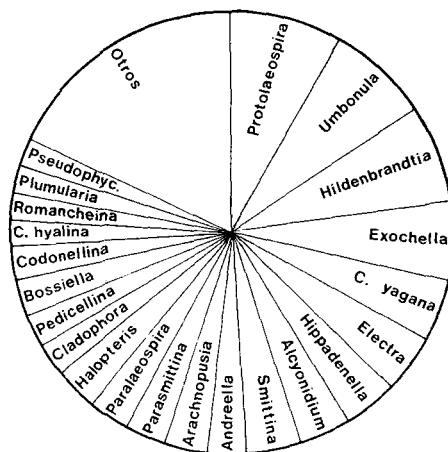 Otros
Protolaeospira
Umbonula
Hildenbrandtia
Exochella
C. yagana
Electra
Hippadenella
Alcyonidium
Smittina
Andreella
Arachnopusia
Parasmittina
Paralaeospira
Halopteris
Cladophora
Pedicellina
Bossiella
Codonellina
C. hyalina
Romancheina
Plumularia
Pseudophyc.